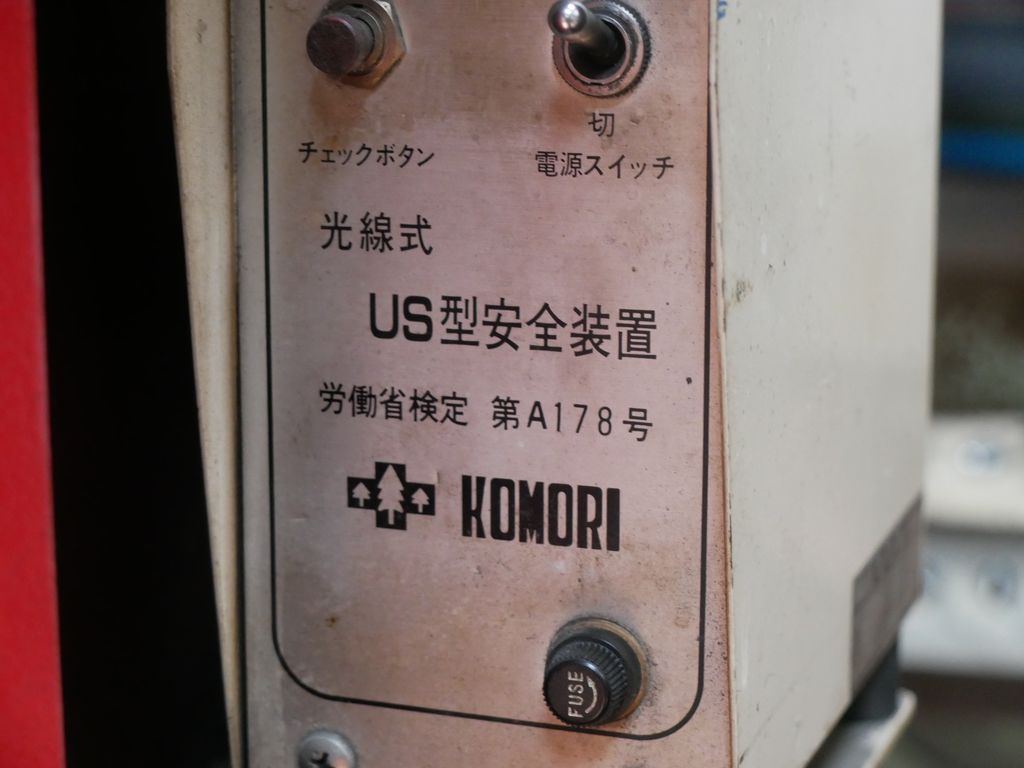 切
チェックボタン 電源スイッチ
光線式
US型安全装置
労働省検定 第A178号
KOMORI
FUSE